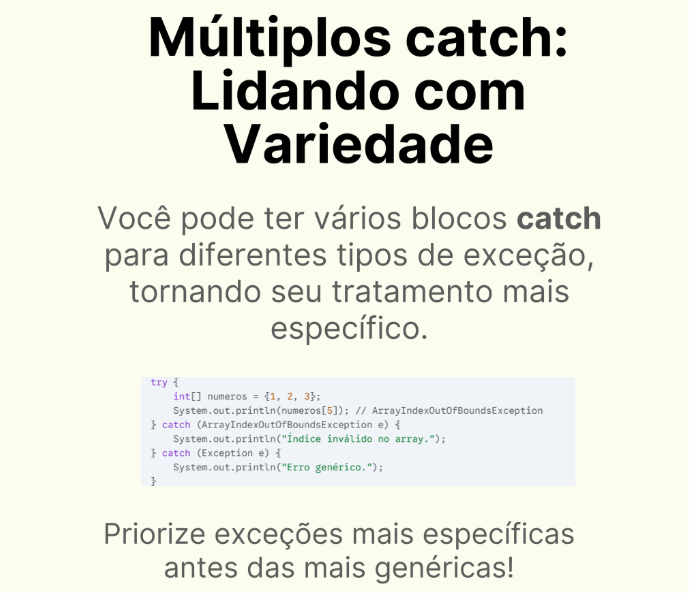 Múltiplos catch:
Lidando com
Variedade
Você pode ter vários blocos catch
para diferentes tipos de exceção,
tornando seu tratamento mais
específico.
try {
    int[] numeros = {1, 2, 3};
    System.out.println(numeros[5]); // ArrayIndexOutOfBoundsException
} catch (ArrayIndexOutOfBoundsException e) {
    System.out.println("Índice inválido no array.");
} catch (Exception e) {
    System.out.println("Erro genérico.");
}
Priorize exceções mais específicas
antes das mais genéricas!